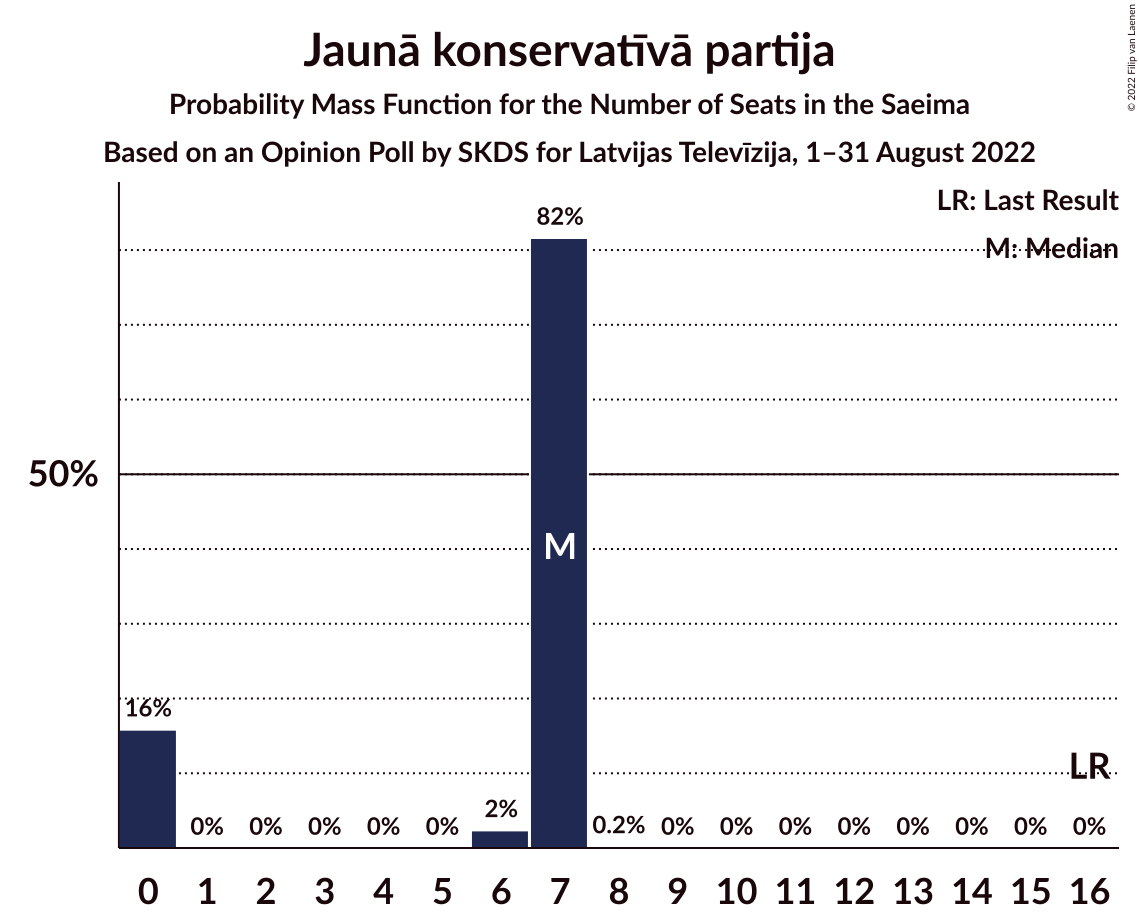 Jaunā konservatīvā partija
Probability Mass Function for the Number of Seats in the Saeima
Based on an Opinion Poll by SKDS for Latvijas Televīzija, 1–31 August 2022
© 2022 Filip van Laenen
LR: Last Result
M: Median
82%
50%
M
16%
LR
2%
0% 0% 0% 0% 0% 0.2% 0% 0% 0% 0% 0% 0% 0% 0%
0 1 2 3 4 5 6 7 8 9 10 11 12 13 14 15 16